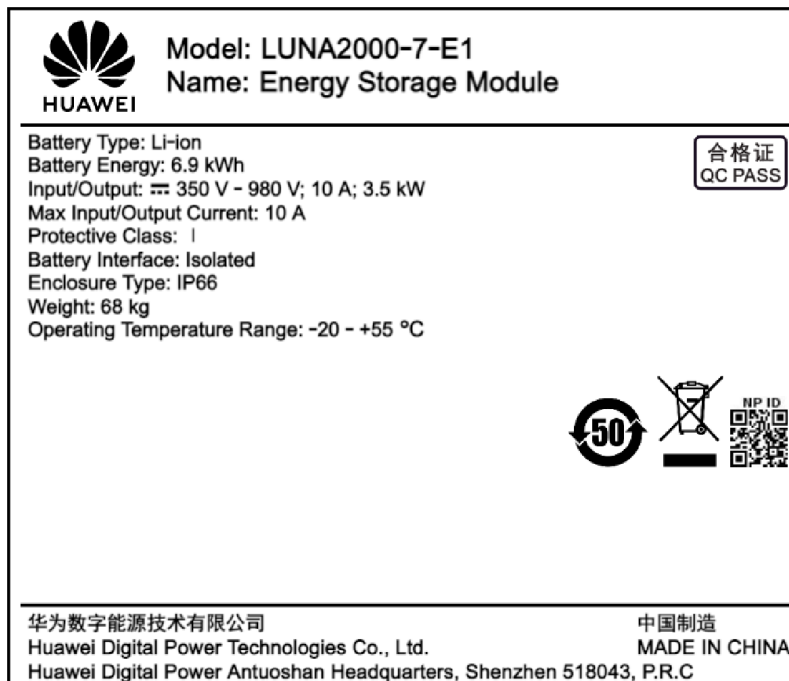 HUAWEI
Model: LUNA2000-7-E1
Name: Energy Storage Module
Battery Type: Li-ion
Battery Energy: 6.9 kWh
Input/Output: ⎓ 350 V - 980 V; 10 A; 3.5 kW
Max Input/Output Current: 10 A
Protective Class: I
Battery Interface: Isolated
Enclosure Type: IP66
Weight: 68 kg
Operating Temperature Range: -20 - +55 °C
合格证
QC PASS
50
NP ID
华为数字能源技术有限公司
Huawei Digital Power Technologies Co., Ltd.
Huawei Digital Power Antuoshan Headquarters, Shenzhen 518043, P.R.C
中国制造
MADE IN CHINA